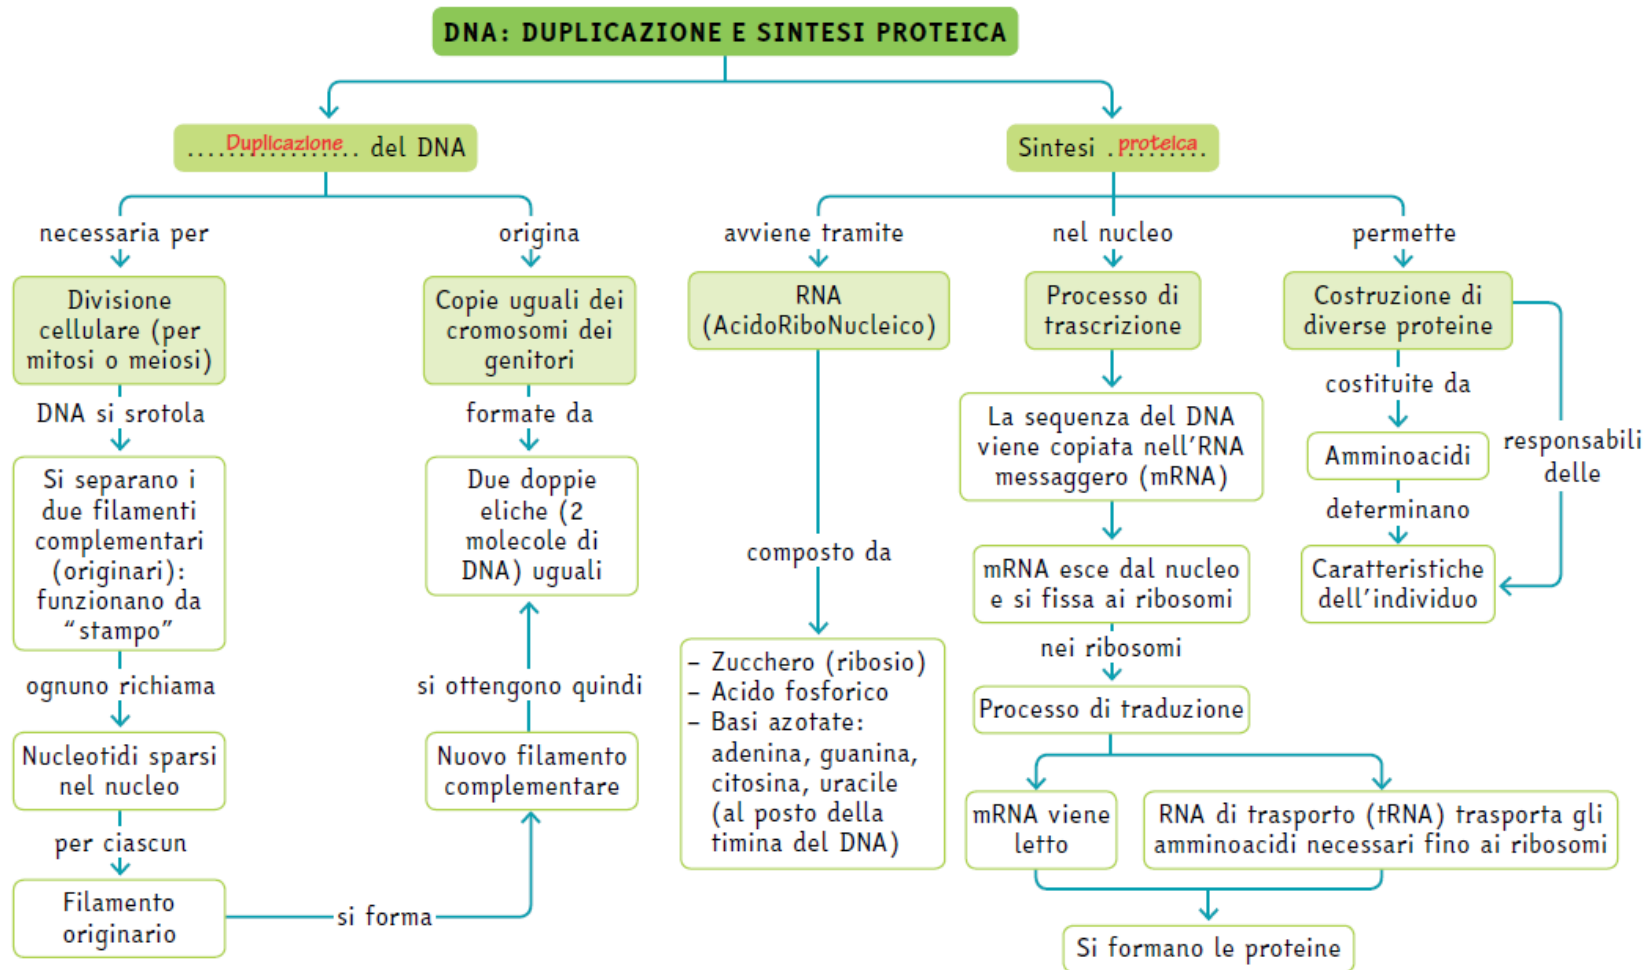 DNA: DUPLICAZIONE E SINTESI PROTEICA
.....Duplicazione..... del DNA
necessaria per
Divisione
cellulare (per
mitosi o meiosi)
DNA si srotola
Si separano i
due filamenti
complementari
(originari):
funzionano da
“stampo”
ognuno richiama
Nucleotidi sparsi
nel nucleo
per ciascun
Filamento
originario
si forma
origina
Copie uguali dei
cromosomi dei
genitori
formate da
Due doppie
eliche (2
molecole di
DNA) uguali
si ottengono quindi
Nuovo filamento
complementare
Sintesi ..proteica..
avviene tramite
RNA
(AcidoRiboNucleico)
composto da
– Zucchero (ribosio)
– Acido fosforico
– Basi azotate:
adenina, guanina,
citosina, uracile
(al posto della
timina del DNA)
nel nucleo
Processo di
trascrizione
La sequenza del DNA
viene copiata nell’RNA
messaggero (mRNA)
mRNA esce dal nucleo
e si fissa ai ribosomi
nei ribosomi
Processo di traduzione
mRNA viene
letto
RNA di trasporto (tRNA) trasporta gli
amminoacidi necessari fino ai ribosomi
Si formano le proteine
permette
Costruzione di
diverse proteine
costituite da
Amminoacidi
determinano
Caratteristiche
dell’individuo
responsabili
delle